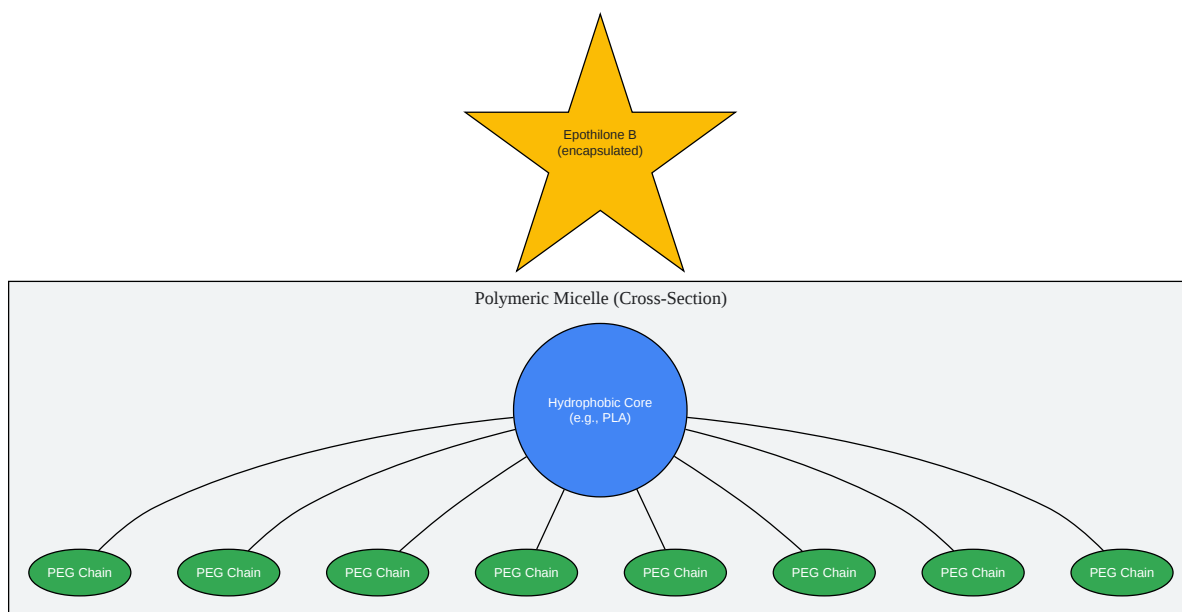 Epothilone B
(encapsulated)
Polymeric Micelle (Cross-Section)
Hydrophobic Core
(e.g., PLA)
PEG Chain
PEG Chain
PEG Chain
PEG Chain
PEG Chain
PEG Chain
PEG Chain
PEG Chain